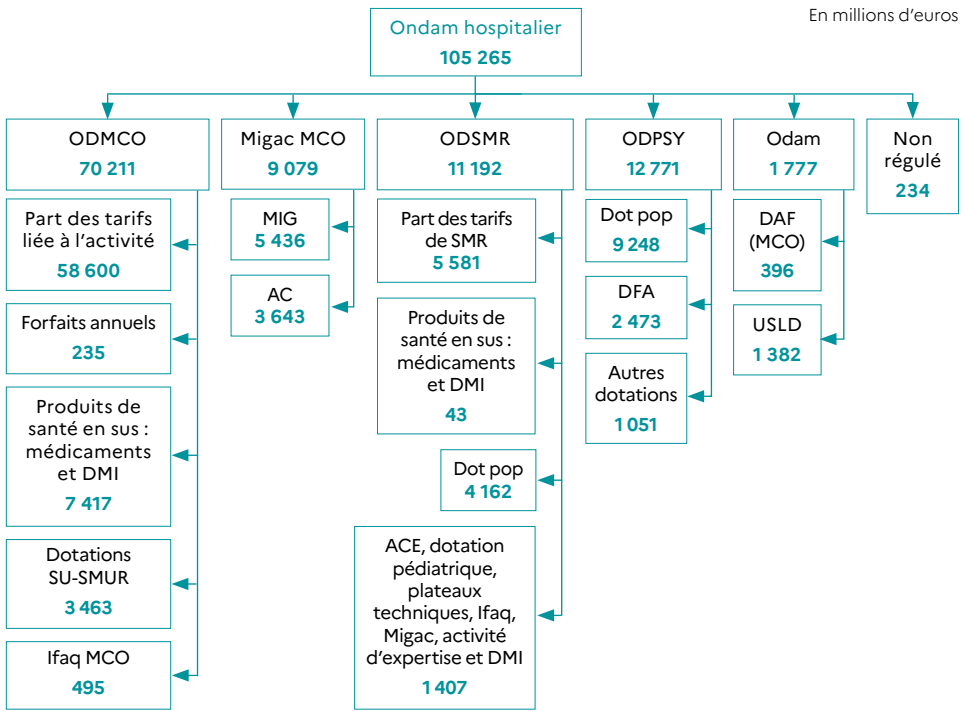 En millions d'euros
Ondam hospitalier
105 265
ODMCO
70 211
Migac MCO
9 079
ODSMR
11 192
ODPSY
12 771
Odam
1 777
Non
régulé
234
Part des tarifs
liée à l'activité
58 600
Forfaits annuels
235
Produits de
santé en sus :
médicaments
et DMI
7 417
Dotations
SU-SMUR
3 463
Ifaq MCO
495
MIG
5 436
AC
3 643
Part des tarifs
de SMR
5 581
Produits de
santé en sus :
médicaments
et DMI
43
Dot pop
4 162
ACE, dotation
pédiatrique,
plateaux
techniques, Ifaq,
Migac, activité
d'expertise et DMI
1 407
Dot pop
9 248
DFA
2 473
Autres
dotations
1 051
DAF
(MCO)
396
USLD
1 382